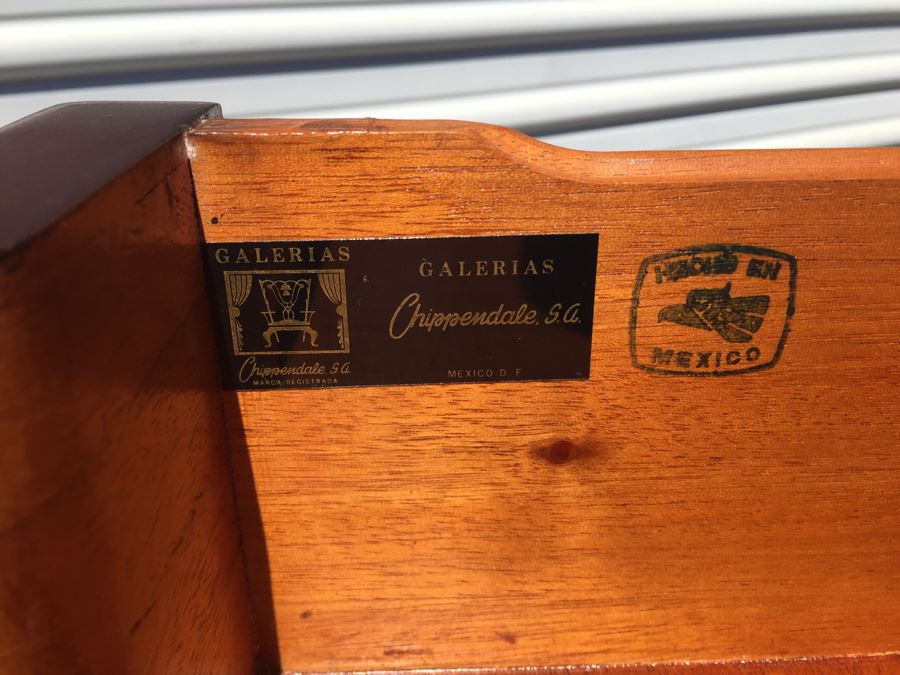 GALERIAS
Chippendale, S.A.
MARCA REGISTRADA
GALERIAS
Chippendale, S.A.
MEXICO D. F.
HECHO EN
MEXICO